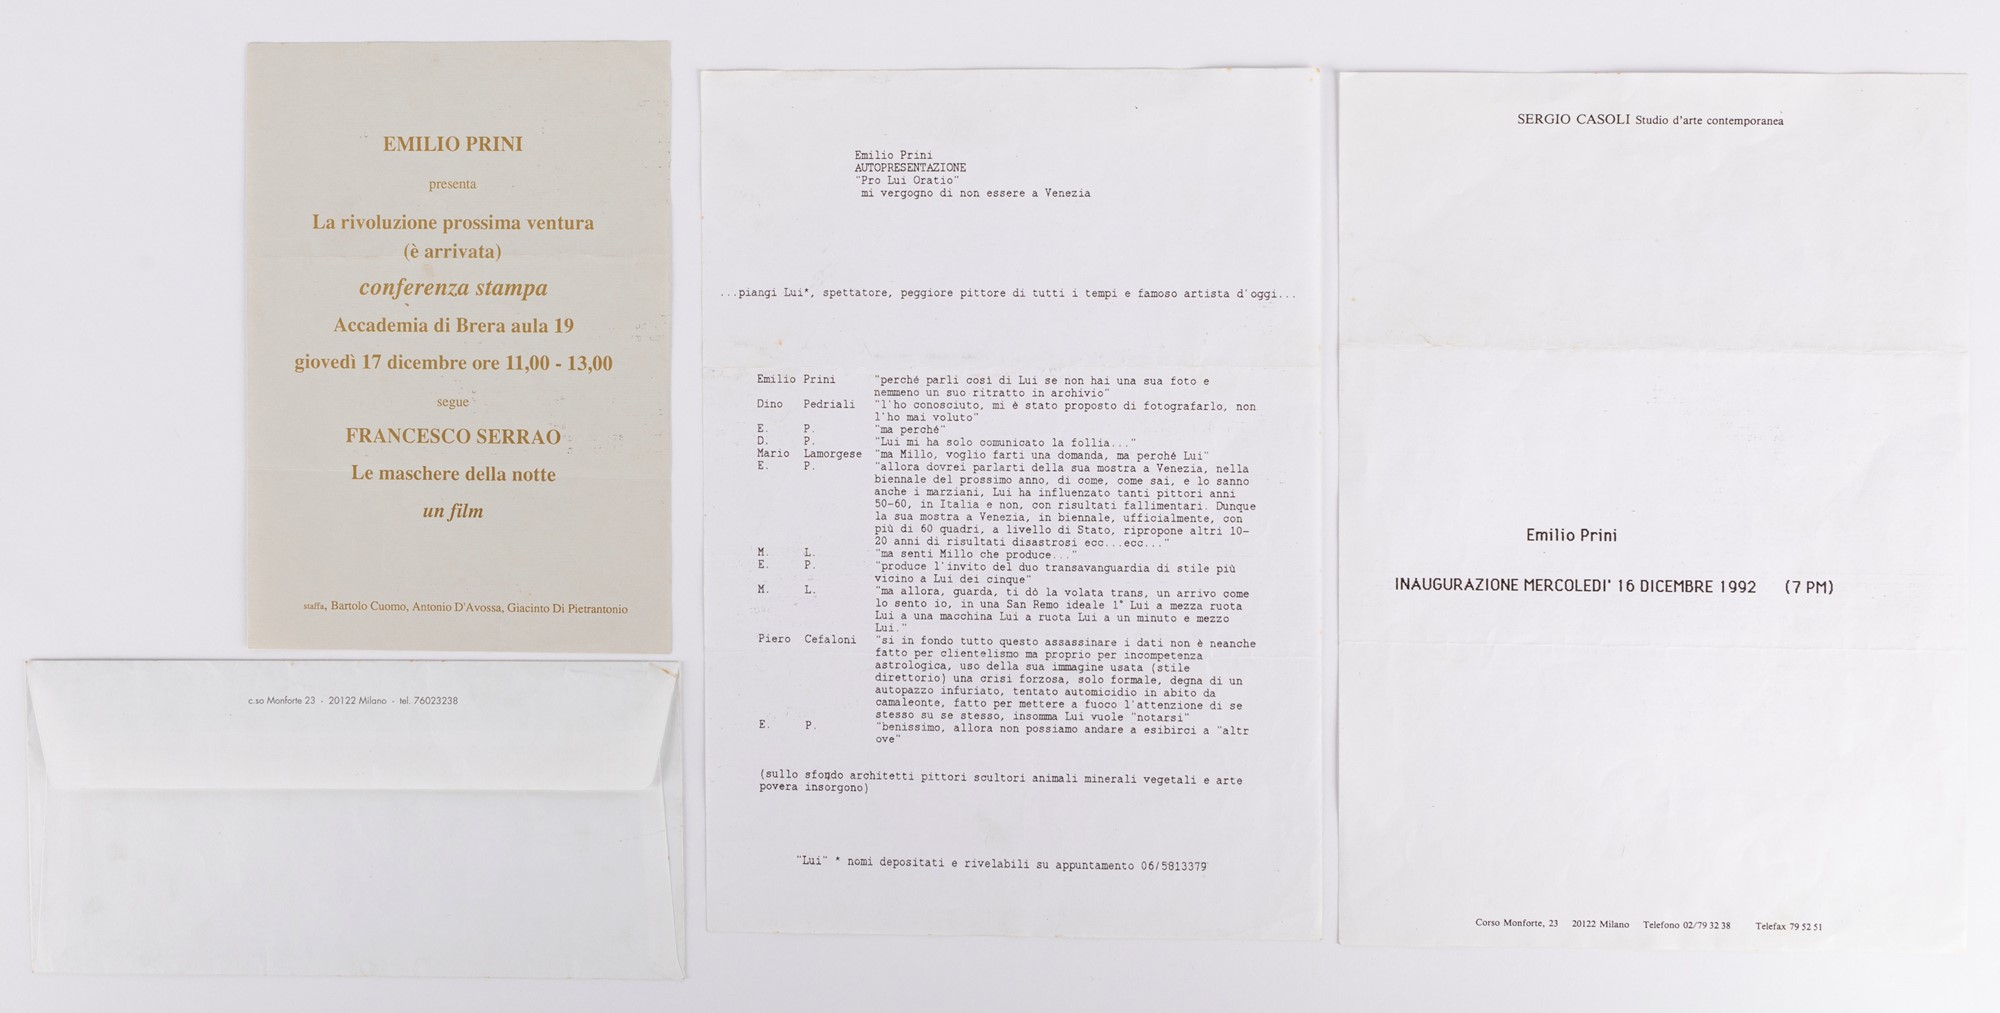 EMILIO PRINI
presenta
La rivoluzione prossima ventura
(è arrivata)
conferenza stampa
Accademia di Brera aula 19
giovedì 17 dicembre ore 11,00 - 13,00
segue
FRANCESCO SERRAO
Le maschere della notte
un film
staffa, Bartolo Cuomo, Antonio D'Avossa, Giacinto Di Pietrantonio
c.so Monforte 23 - 20122 Milano - tel. 76023238
Emilio Prini
AUTOPRESENTAZIONE
"Pro Lui Oratio"
mi vergogno di non essere a Venezia
...piangi Lui*, spettatore, peggiore pittore di tutti i tempi e famoso artista d'oggi...
Emilio Prini "perché parli così di Lui se non hai una sua foto e
nemmeno un suo ritratto in archivio"
Dino Pedriali "l'ho conosciuto, mi è stato proposto di fotografarlo, non
l'ho mai voluto"
E. P. "ma perché"
D. P. "Lui mi ha solo comunicato la follia..."
Mario Lamorgese "ma Millo, voglio farti una domanda, ma perché Lui"
E. P. "allora dovrei parlarti della sua mostra a Venezia, nella
biennale del prossimo anno, di come, come sai, e lo sanno
anche i marziani, Lui ha influenzato tanti pittori anni
50-60, in Italia e non, con risultati fallimentari. Dunque
la sua mostra a Venezia, in biennale, ufficialmente, con
più di 60 quadri, a livello di Stato, ripropone altri 10-
20 anni di risultati disastrosi ecc...ecc..."
M. L. "ma senti Millo che produce..."
E. P. "produce l'invito del duo transavanguardia di stile più
vicino a Lui dei cinque"
M. L. "ma allora, guarda, ti dò la volata trans, un arrivo come
lo sento io, in una San Remo ideale 1° Lui a mezza ruota
Lui a una macchina Lui a ruota Lui a un minuto e mezzo
Lui."
Piero Cefaloni "si in fondo tutto questo assassinare i dati non è neanche
fatto per clientelismo ma proprio per incompetenza
astrologica, uso della sua immagine usata (stile
direttorio) una crisi forzosa, solo formale, degna di un
autopazzo infuriato, tentato automicidio in abito da
camaleonte, fatto per mettere a fuoco l'attenzione di se
stesso su se stesso, insomma Lui vuole "notarsi"
E. P. "benissimo, allora non possiamo andare a esibirci a "altr
ove"
(sullo sfondo architetti pittori scultori animali minerali vegetali e arte
povera insorgono)
"Lui" * nomi depositati e rivelabili su appuntamento 06/5813379
SERGIO CASOLI Studio d'arte contemporanea
Emilio Prini
INAUGURAZIONE MERCOLEDI' 16 DICEMBRE 1992 (7 PM)
Corso Monforte, 23 20122 Milano Telefono 02/79 32 38 Telefax 79 52 51